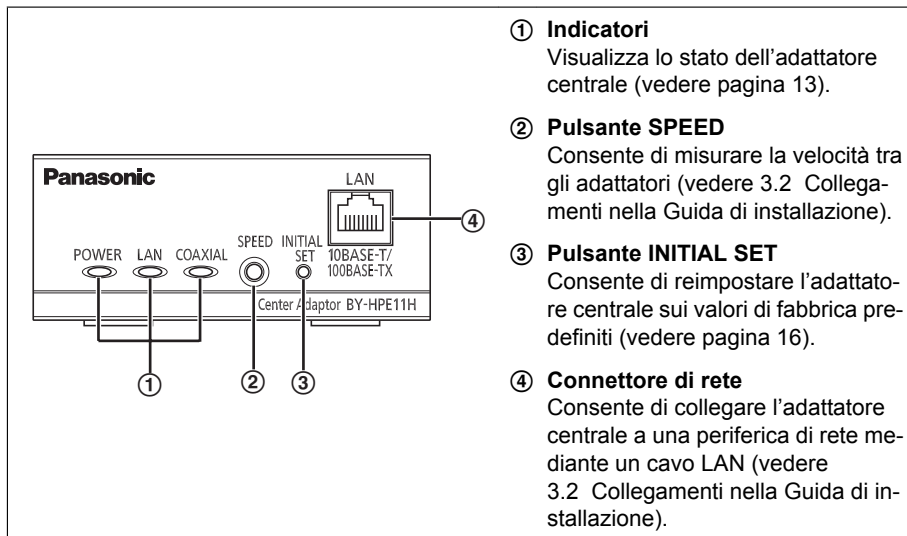 Panasonic
LAN
POWER LAN COAXIAL SPEED INITIAL SET
10BASE-T/
100BASE-TX
Center Adaptor BY-HPE11H
① ② ③ ④
① Indicatori
Visualizza lo stato dell’adattatore
centrale (vedere pagina 13).
② Pulsante SPEED
Consente di misurare la velocità tra
gli adattatori (vedere 3.2 Collega-
menti nella Guida di installazione).
③ Pulsante INITIAL SET
Consente di reimpostare l’adattato-
re centrale sui valori di fabbrica pre-
definiti (vedere pagina 16).
④ Connettore di rete
Consente di collegare l’adattatore
centrale a una periferica di rete me-
diante un cavo LAN (vedere
3.2 Collegamenti nella Guida di in-
stallazione).